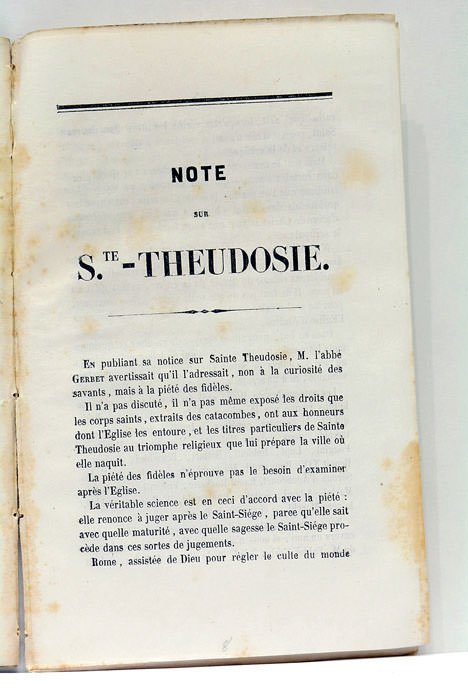 NOTE
SUR
S.TE-THEUDOSIE.
EN publiant sa notice sur Sainte Theudosie, M. l'abbé
GERBET avertissait qu'il l'adressait, non à la curiosité des
savants, mais à la piété des fidèles.
Il n'a pas discuté, il n'a pas même exposé les droits que
les corps saints, extraits des catacombes, ont aux honneurs
dont l'Eglise les entoure, et les titres particuliers de Sainte
Theudosie au triomphe religieux que lui prépare la ville où
elle naquit.
La piété des fidèles n'éprouve pas le besoin d'examiner
après l'Eglise.
La véritable science est en ceci d'accord avec la piété :
elle renonce à juger après le Saint-Siége, parce qu'elle sait
avec quelle maturité, avec quelle sagesse le Saint-Siége pro-
cède dans ces sortes de jugements.
Rome, assistée de Dieu pour régler le culte du monde